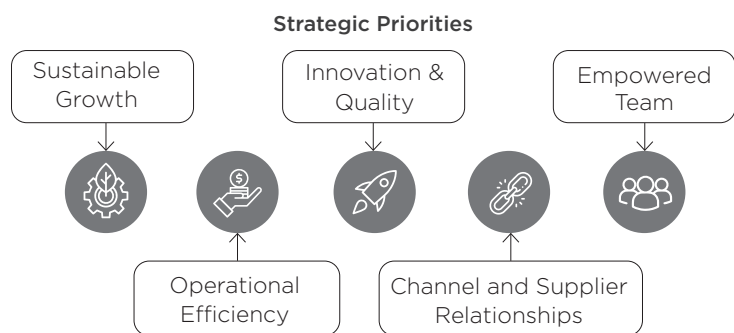 Strategic Priorities
Sustainable
Growth
Innovation &
Quality
Empowered
Team
$
Operational
Efficiency
Channel and Supplier
Relationships